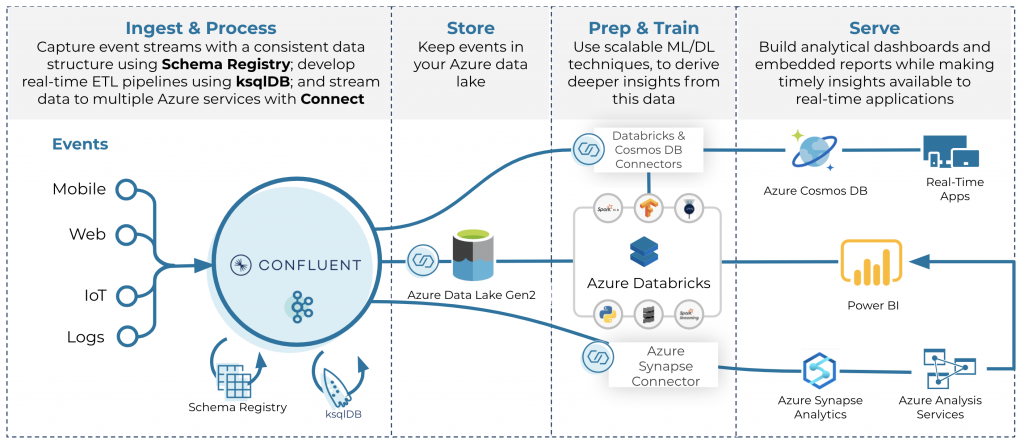 Ingest & Process
Capture event streams with a consistent data
structure using Schema Registry; develop
real-time ETL pipelines using ksqlDB; and stream
data to multiple Azure services with Connect
Store
Keep events in
your Azure data
lake
Prep & Train
Use scalable ML/DL
techniques, to derive
deeper insights from
this data
Serve
Build analytical dashboards and
embedded reports while making
timely insights available to
real-time applications
Events
Mobile
Web
IoT
Logs
CONFLUENT
Schema Registry
ksqlDB
Azure Data Lake Gen2
Databricks &
Cosmos DB
Connectors
Spark
Azure Databricks
Spark
Streaming
Azure
Synapse
Connector
Azure Cosmos DB
Real-Time
Apps
Power BI
Azure Synapse
Analytics
Azure Analysis
Services